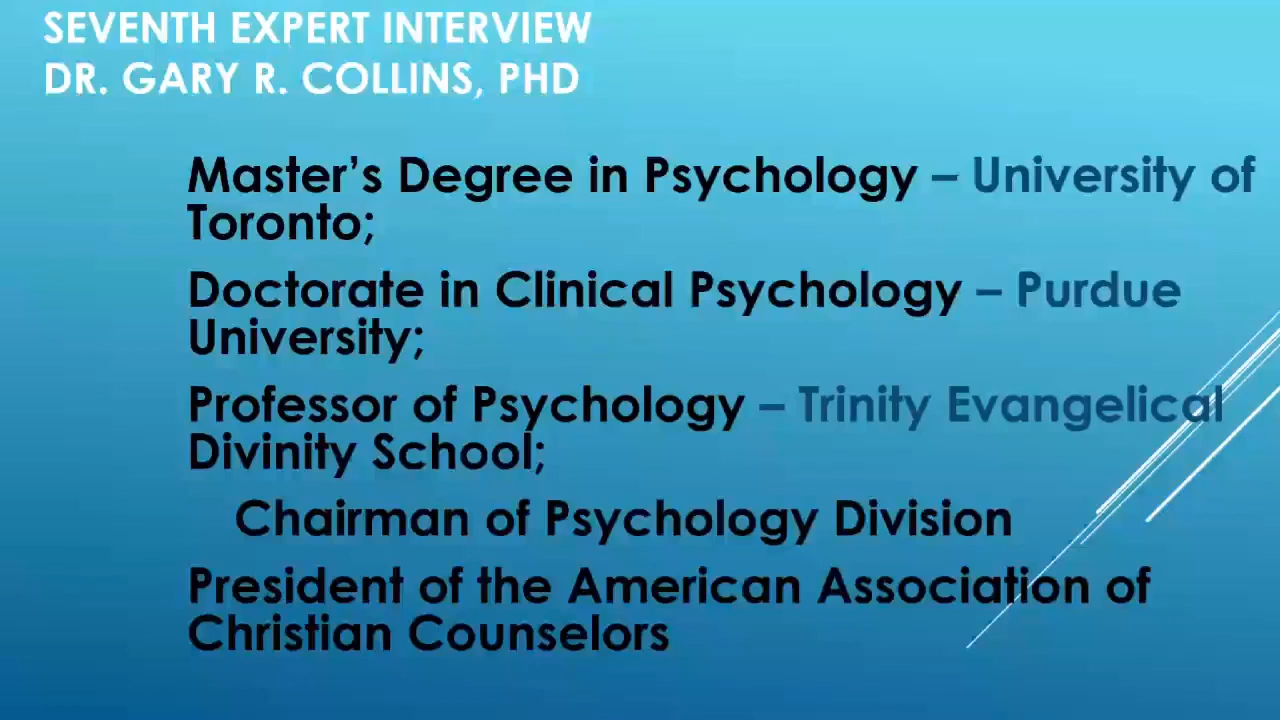 SEVENTH EXPERT INTERVIEW
DR. GARY R. COLLINS, PHD
Master’s Degree in Psychology – University of
Toronto;
Doctorate in Clinical Psychology – Purdue
University;
Professor of Psychology – Trinity Evangelical
Divinity School;
Chairman of Psychology Division
President of the American Association of
Christian Counselors